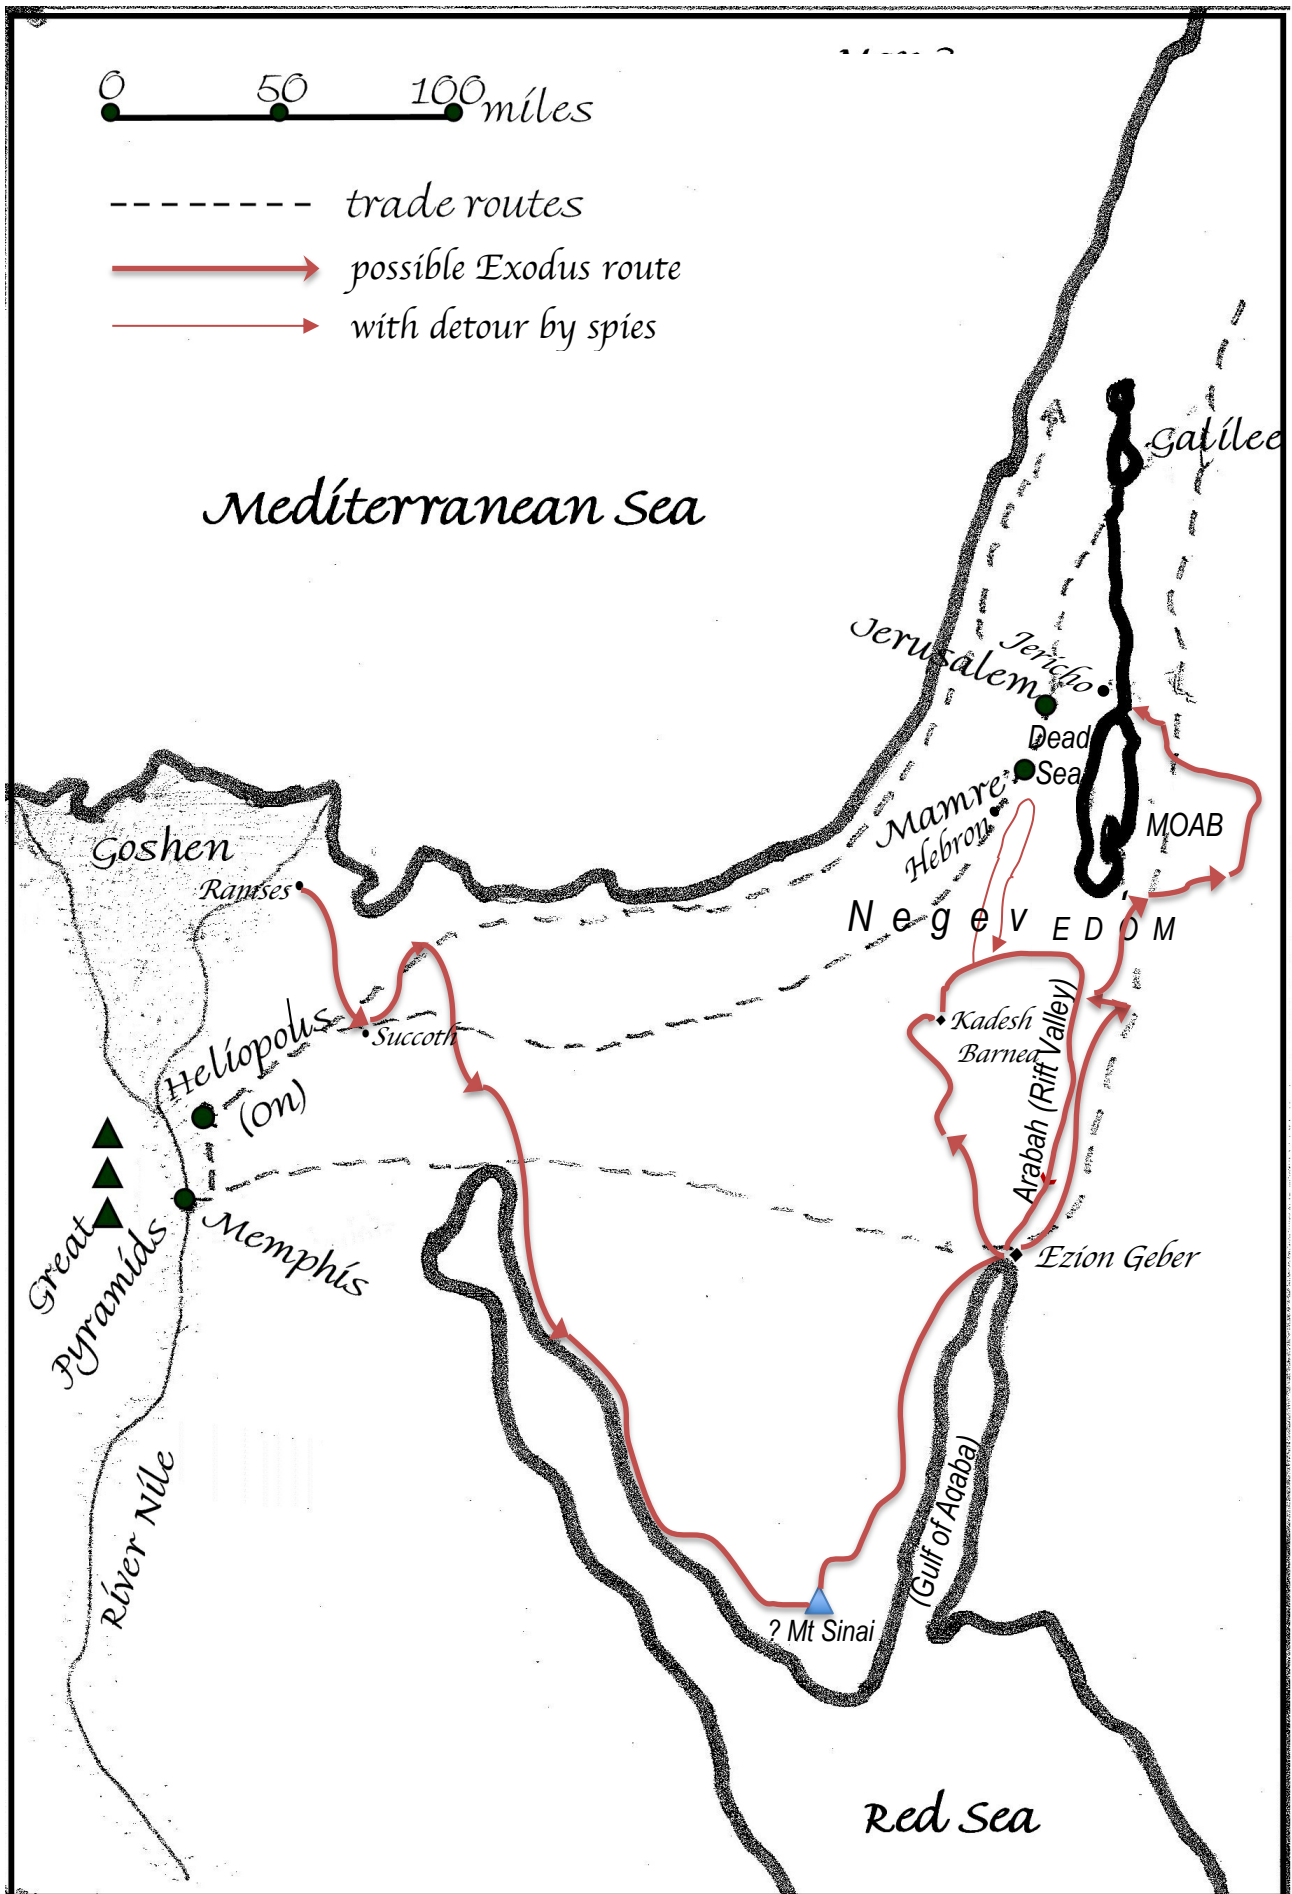 0 50 100 miles
trade routes
possible Exodus route
with detour by spies
Galilee
Mediterranean Sea
Jerusalem
Jericho
Dead
Sea
Mamre
Hebron
MOAB
Goshen
Ramses
Negev
EDOM
Heliopolis
(On)
Succoth
Kadesh
Barnea
Arabah (Rift Valley)
Great
Pyramids
Memphis
Ezion Geber
River Nile
(Gulf of Aqaba)
? Mt Sinai
Red Sea